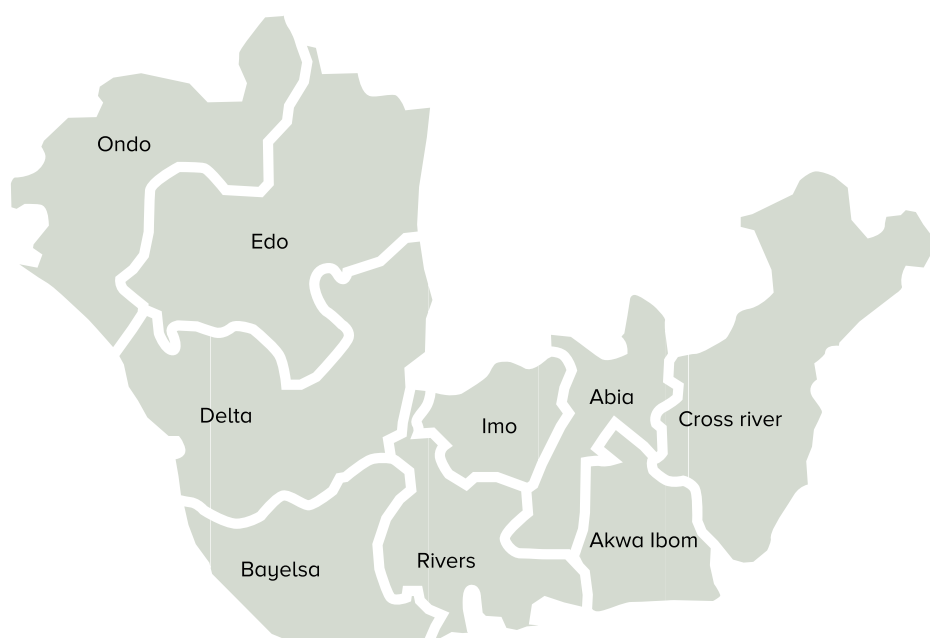 Ondo
Edo
Abia
Delta
Imo
Cross river
Akwa Ibom
Rivers
Bayelsa